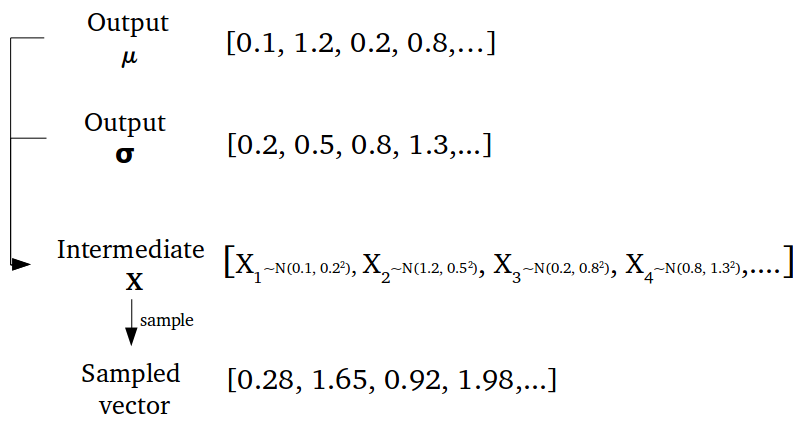 Output
μ
[0.1, 1.2, 0.2, 0.8,...]
Output
σ
[0.2, 0.5, 0.8, 1.3,...]
Intermediate
X
[X₁~N(0.1, 0.2²), X₂~N(1.2, 0.5²), X₃~N(0.2, 0.8²), X₄~N(0.8, 1.3²),....]
sample
Sampled
vector
[0.28, 1.65, 0.92, 1.98,...]